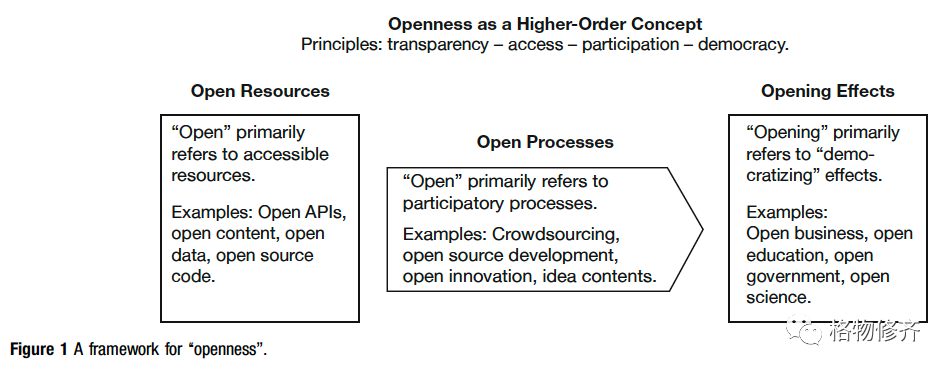 Openness as a Higher-Order Concept
Principles: transparency – access – participation – democracy.
Open Resources
“Open” primarily
refers to accessible
resources.
Examples: Open APIs,
open content, open
data, open source
code.
Open Processes
“Open” primarily refers to
participatory processes.
Examples: Crowdsourcing,
open source development,
open innovation, idea contents.
Opening Effects
“Opening” primarily
refers to “demo-
cratizing” effects.
Examples:
Open business, open
education, open
government, open
science.
格物修齐
Figure 1 A framework for “openness”.